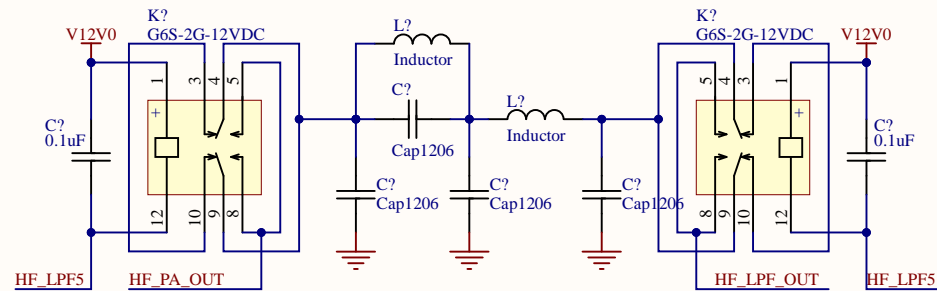 K?
G6S-2G-12VDC
V12V0
1
3
4
5
+
C?
0.1uF
12
10
9
8
HF_LPF5
HF_PA_OUT
L?
Inductor
C?
Cap1206
L?
Inductor
C?
Cap1206
C?
Cap1206
C?
Cap1206
K?
G6S-2G-12VDC
V12V0
5
4
3
1
+
C?
0.1uF
8
9
10
12
HF_LPF_OUT
HF_LPF5